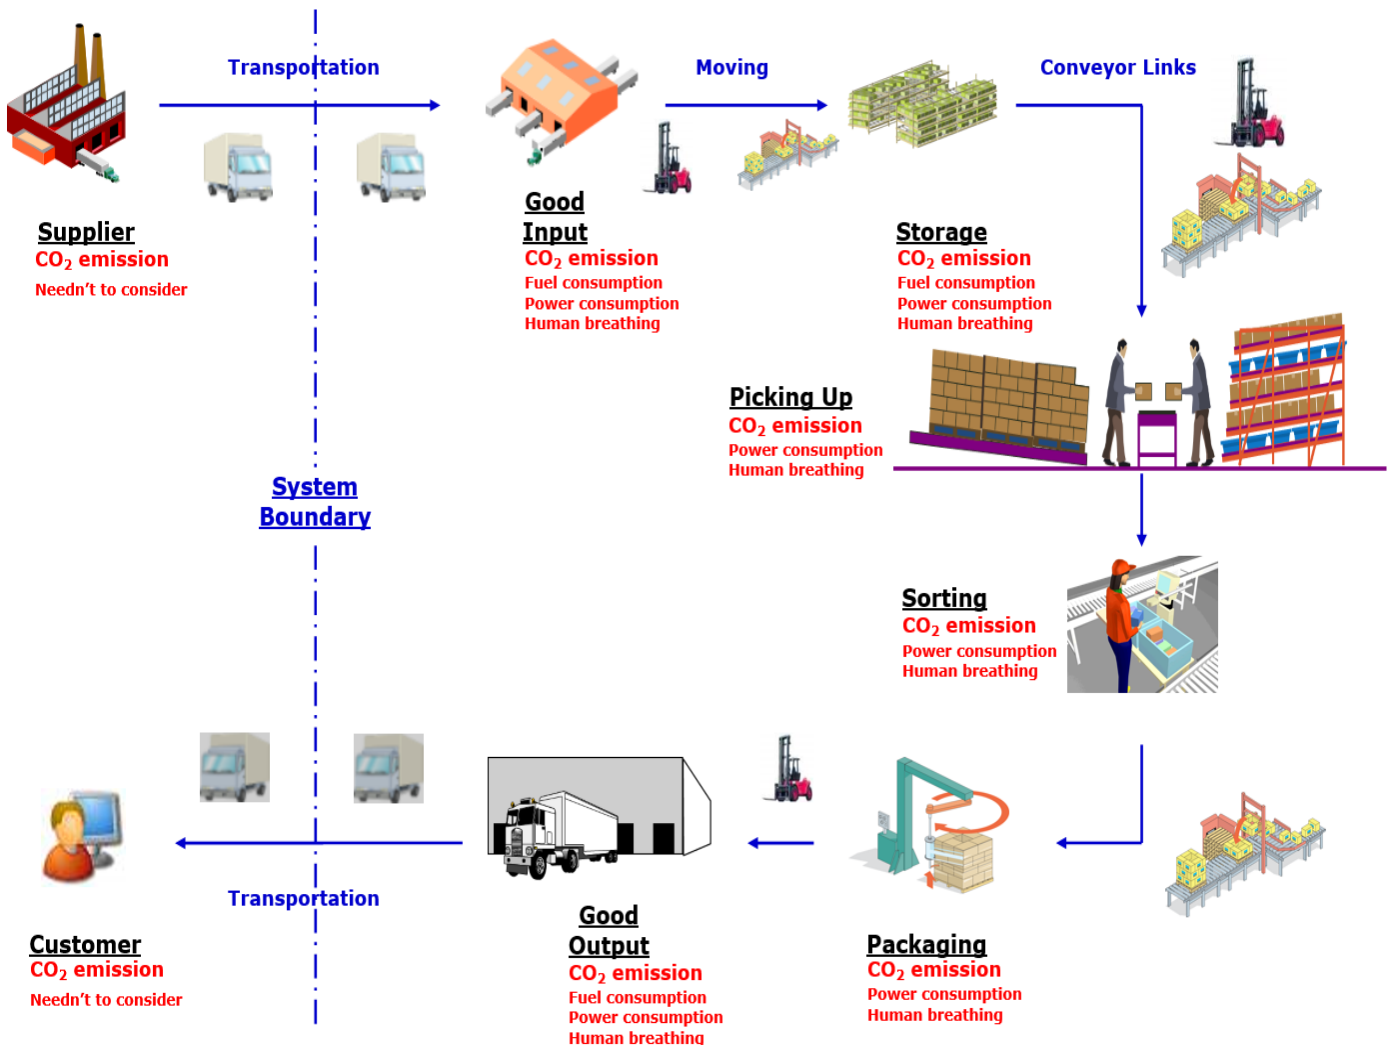 Transportation
Moving
Conveyor Links
Supplier
CO₂ emission
Needn't to consider
Good
Input
CO₂ emission
Fuel consumption
Power consumption
Human breathing
Storage
CO₂ emission
Fuel consumption
Power consumption
Human breathing
Picking Up
CO₂ emission
Power consumption
Human breathing
System
Boundary
Sorting
CO₂ emission
Power consumption
Human breathing
Transportation
Customer
CO₂ emission
Needn't to consider
Good
Output
CO₂ emission
Fuel consumption
Power consumption
Human breathing
Packaging
CO₂ emission
Power consumption
Human breathing